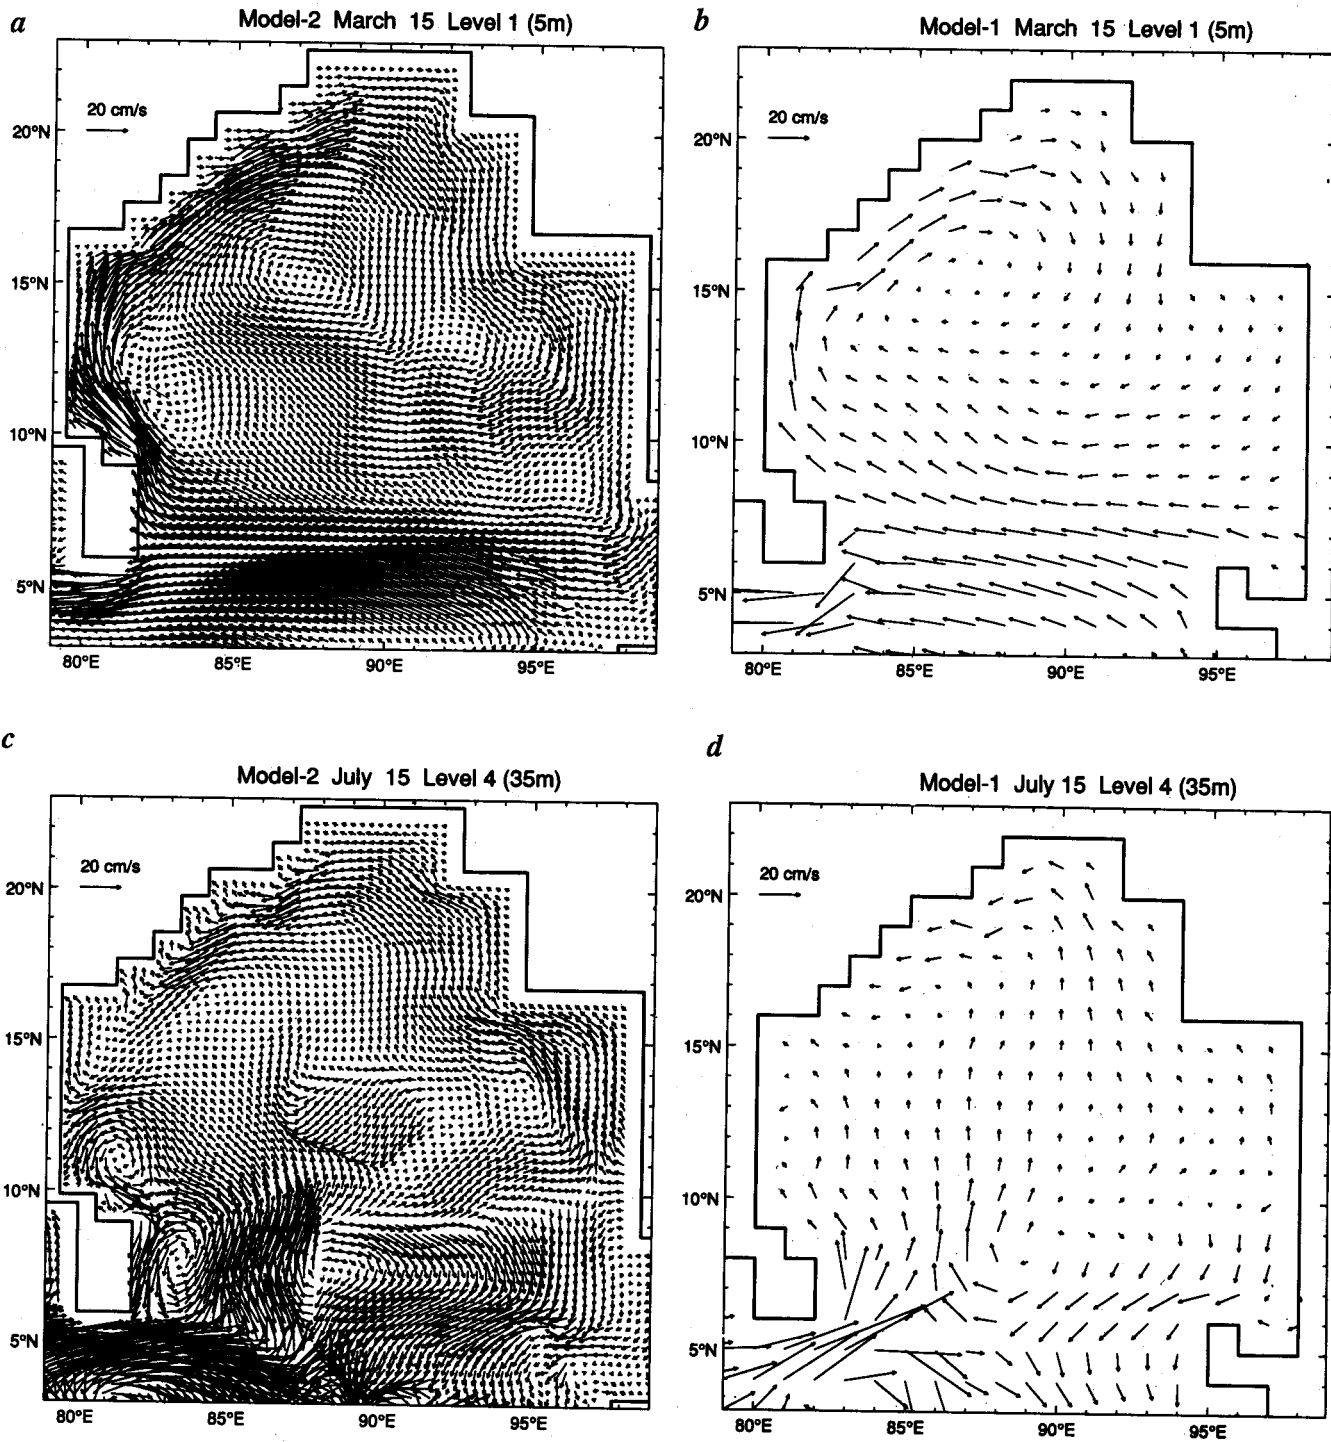 a
Model-2 March 15 Level 1 (5m)
20 cm/s
20°N
15°N
10°N
5°N
80°E 85°E 90°E 95°E
b
Model-1 March 15 Level 1 (5m)
20 cm/s
20°N
15°N
10°N
5°N
80°E 85°E 90°E 95°E
c
Model-2 July 15 Level 4 (35m)
20 cm/s
20°N
15°N
10°N
5°N
80°E 85°E 90°E 95°E
d
Model-1 July 15 Level 4 (35m)
20 cm/s
20°N
15°N
10°N
5°N
80°E 85°E 90°E 95°E